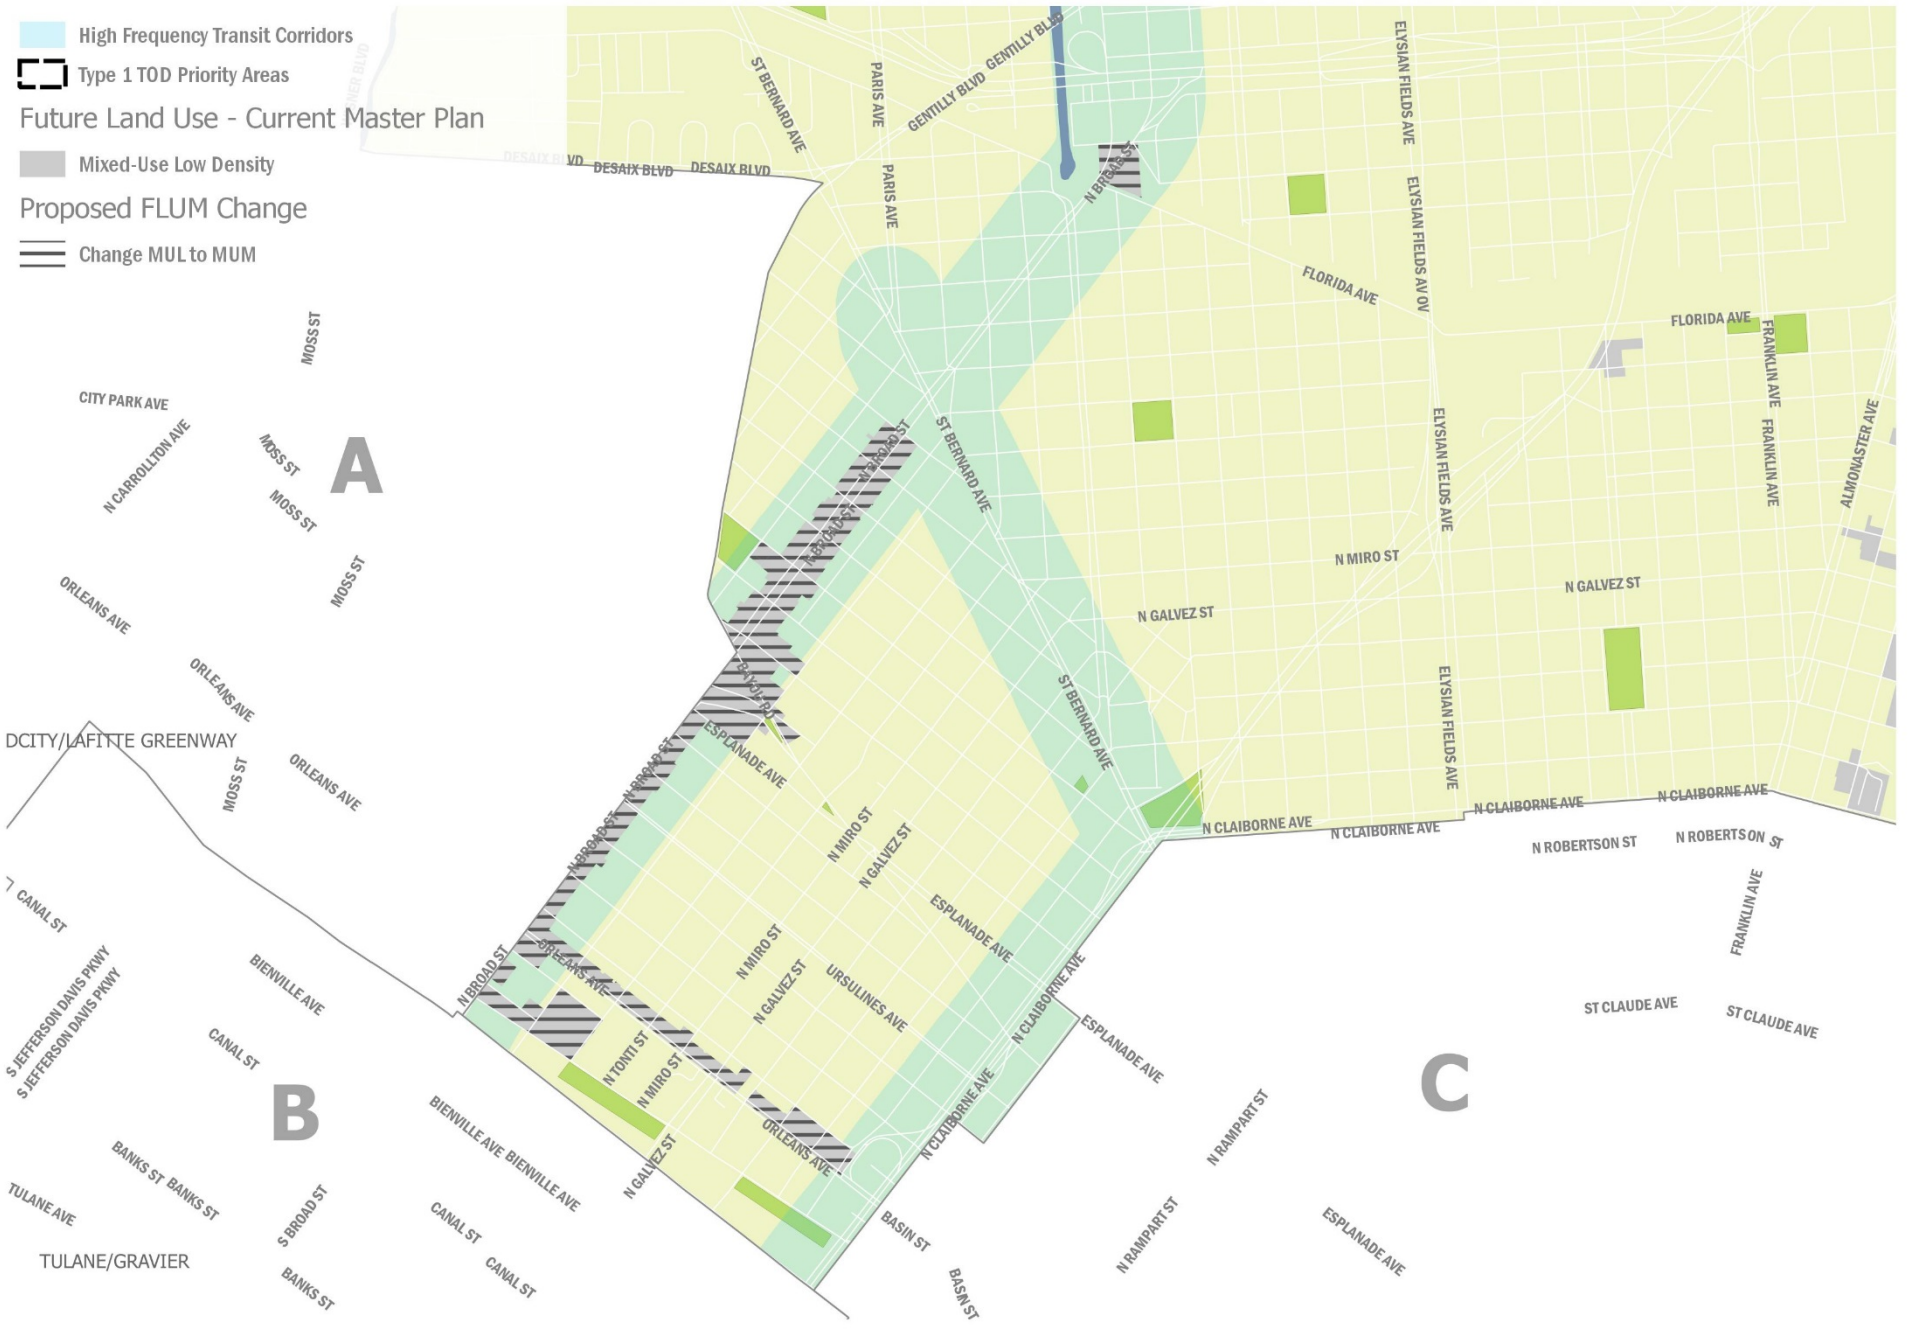 High Frequency Transit Corridors
Type 1 TOD Priority Areas
Future Land Use - Current Master Plan
Mixed-Use Low Density
Proposed FLUM Change
Change MUL to MUM
ST BERNARD AVE
PARIS AVE
GENTILLY BLVD
GENTILLY BLVD
ELYSIAN FIELDS AVE
DESAIX BLVD
DESAIX BLVD
DESAIX BLVD
PARIS AVE
N BROAD ST
ELYSIAN FIELDS AV OV
FLORIDA AVE
FLORIDA AVE
FRANKLIN AVE
MOSS ST
CITY PARK AVE
N CARROLLTON AVE
MOSS ST
A
MOSS ST
N BROAD ST
ST BERNARD AVE
ELYSIAN FIELDS AVE
FRANKLIN AVE
ALMONASTER AVE
N BROAD ST
N MIRO ST
N GALVEZ ST
N GALVEZ ST
ORLEANS AVE
MOSS ST
ORLEANS AVE
BAYOU RD
ST BERNARD AVE
ELYSIAN FIELDS AVE
DCITY/LAFITTE GREENWAY
MOSS ST
ORLEANS AVE
ESPLANADE AVE
N BROAD ST
N BROAD ST
N MIRO ST
N GALVEZ ST
N CLAIBORNE AVE
N CLAIBORNE AVE
N CLAIBORNE AVE
N CLAIBORNE AVE
N ROBERTSON ST
N ROBERTSON ST
CANAL ST
S JEFFERSON DAVIS PKWY
S JEFFERSON DAVIS PKWY
BIENVILLE AVE
N BROAD ST
ORLEANS AVE
N MIRO ST
N GALVEZ ST
URSULINES AVE
ESPLANADE AVE
N CLAIBORNE AVE
FRANKLIN AVE
ST CLAUDE AVE
ST CLAUDE AVE
CANAL ST
N TONTI ST
N MIRO ST
ESPLANADE AVE
C
B
BIENVILLE AVE
BIENVILLE AVE
N GALVEZ ST
ORLEANS AVE
N CLAIBORNE AVE
N RAMPART ST
BANKS ST
BANKS ST
TULANE AVE
S BROAD ST
CANAL ST
BASIN ST
N RAMPART ST
ESPLANADE AVE
TULANE/GRAVIER
BANKS ST
CANAL ST
BASIN ST